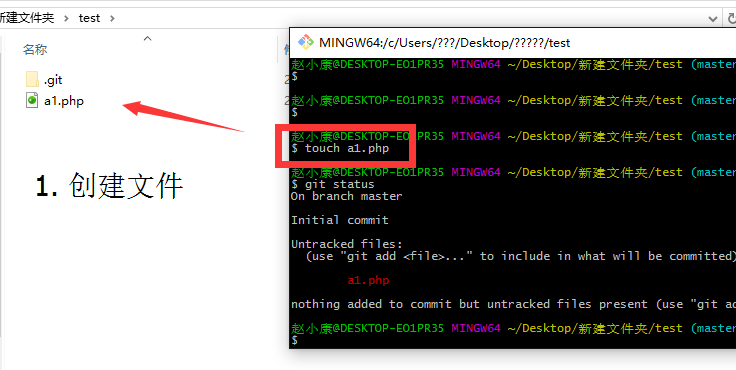 新建文件夹 › test ›
名称
.git
a1.php
1. 创建文件
MINGW64:/c/Users/???/Desktop/?????/test
赵小康@DESKTOP-EO1PR35 MINGW64 ~/Desktop/新建文件夹/test (master
$
赵小康@DESKTOP-EO1PR35 MINGW64 ~/Desktop/新建文件夹/test (master
$
赵小康@DESKTOP-EO1PR35 MINGW64 ~/Desktop/新建文件夹/test (master
$ touch a1.php
赵小康@DESKTOP-EO1PR35 MINGW64 ~/Desktop/新建文件夹/test (master
$ git status
On branch master
Initial commit
Untracked files:
(use "git add <file>..." to include in what will be committed)
a1.php
nothing added to commit but untracked files present (use "git ad
赵小康@DESKTOP-EO1PR35 MINGW64 ~/Desktop/新建文件夹/test (master
$